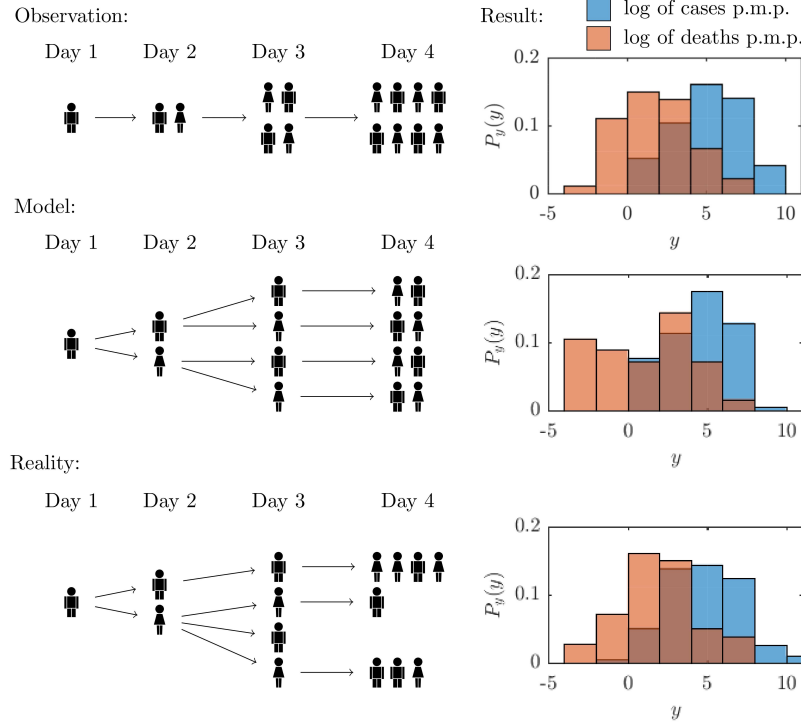 Observation:
Day 1 Day 2 Day 3 Day 4
Model:
Day 1 Day 2 Day 3 Day 4
Reality:
Day 1 Day 2 Day 3 Day 4
Result:
log of cases p.m.p.
log of deaths p.m.p.
0.2
0.1
0
P_y(y)
-5 0 5 10
y
0.2
0.1
0
P_y(y)
-5 0 5 10
y
0.2
0.1
0
P_y(y)
-5 0 5 10
y